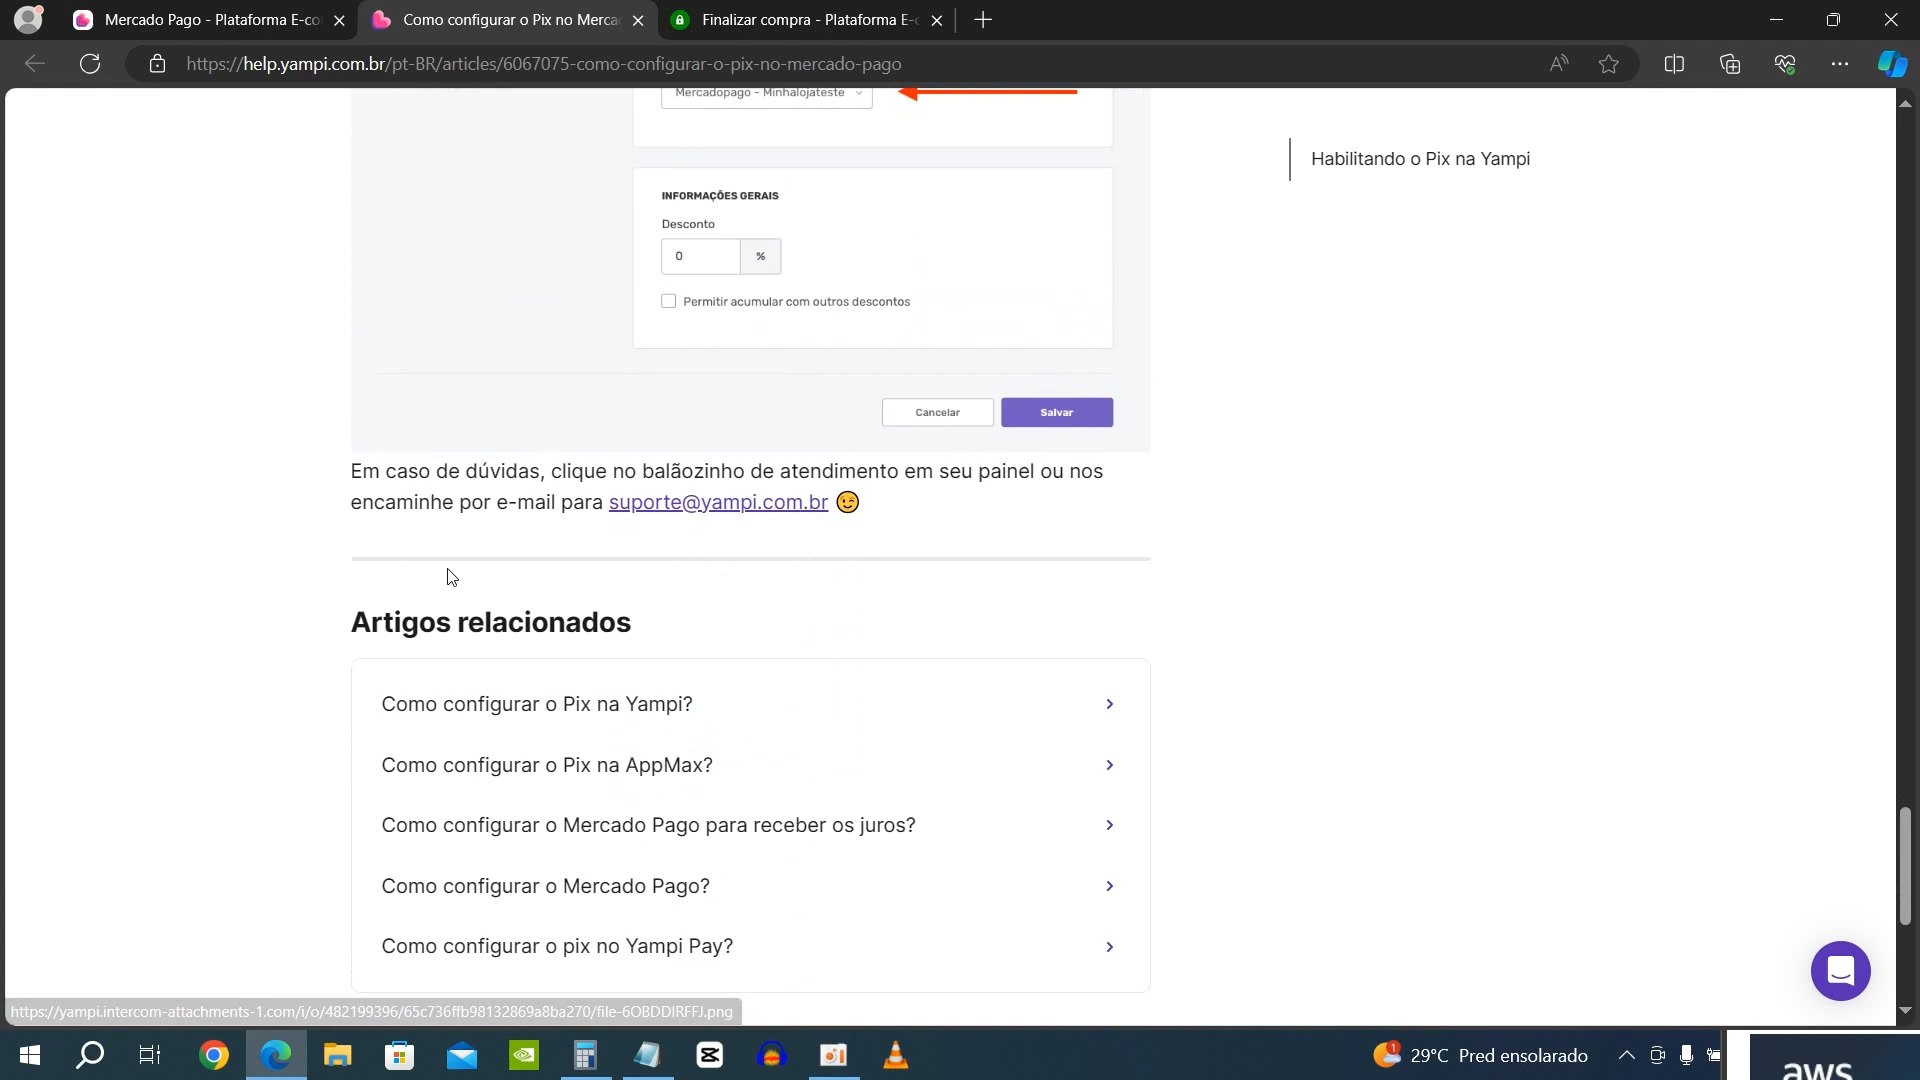 Mercado Pago - Plataforma E-co
Como configurar o Pix no Merca
Finalizar compra - Plataforma E-c
https://help.yampi.com.br/pt-BR/articles/6067075-como-configurar-o-pix-no-mercado-pago
Mercadopago - Minhalojateste
Habilitando o Pix na Yampi
INFORMAÇÕES GERAIS
Desconto
0 %
Permitir acumular com outros descontos
Cancelar Salvar
Em caso de dúvidas, clique no balãozinho de atendimento em seu painel ou nos
encaminhe por e-mail para suporte@yampi.com.br 😉
Artigos relacionados
Como configurar o Pix na Yampi?
Como configurar o Pix na AppMax?
Como configurar o Mercado Pago para receber os juros?
Como configurar o Mercado Pago?
Como configurar o pix no Yampi Pay?
https://yampi.intercom-attachments-1.com/i/o/482199396/65c736ffb98132869a8ba270/file-6OBDDIRFFJ.png
1 29°C Pred ensolarado
aws